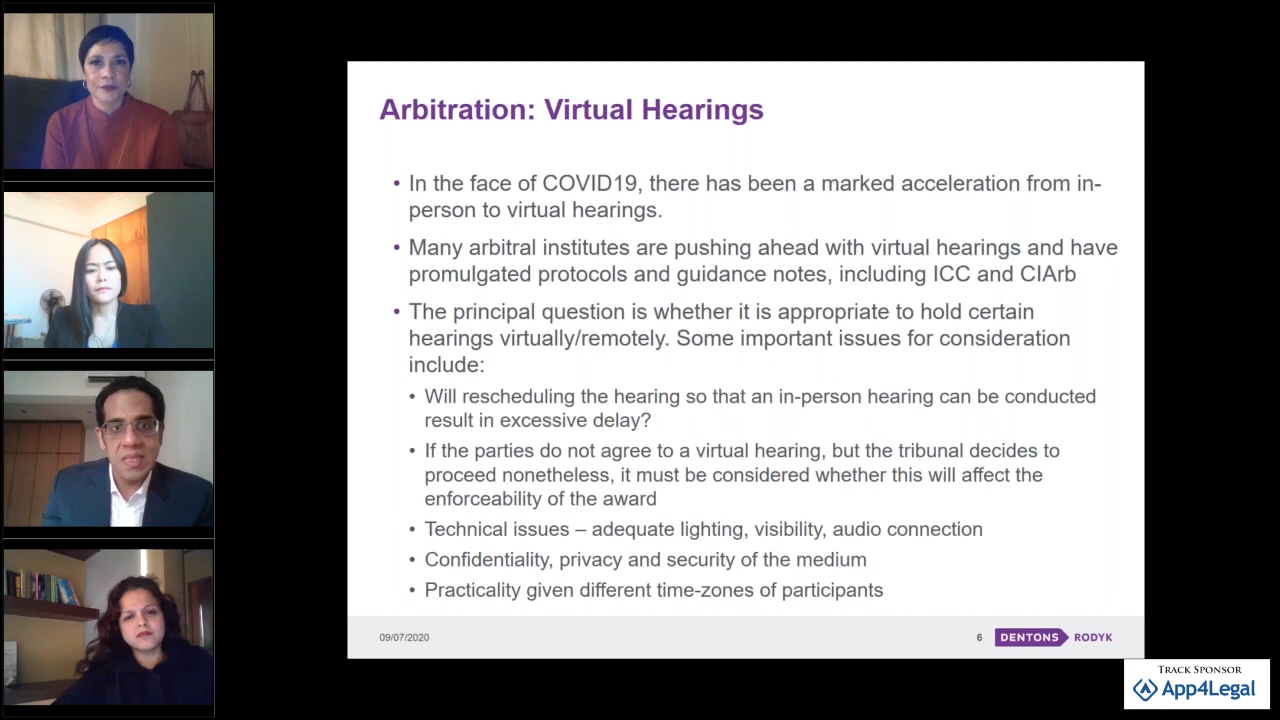 Arbitration: Virtual Hearings
• In the face of COVID19, there has been a marked acceleration from in-
person to virtual hearings.
• Many arbitral institutes are pushing ahead with virtual hearings and have
promulgated protocols and guidance notes, including ICC and CIArb
• The principal question is whether it is appropriate to hold certain
hearings virtually/remotely. Some important issues for consideration
include:
• Will rescheduling the hearing so that an in-person hearing can be conducted
result in excessive delay?
• If the parties do not agree to a virtual hearing, but the tribunal decides to
proceed nonetheless, it must be considered whether this will affect the
enforceability of the award
• Technical issues – adequate lighting, visibility, audio connection
• Confidentiality, privacy and security of the medium
• Practicality given different time-zones of participants
09/07/2020
6
DENTONS RODYK
TRACK SPONSOR
App4Legal